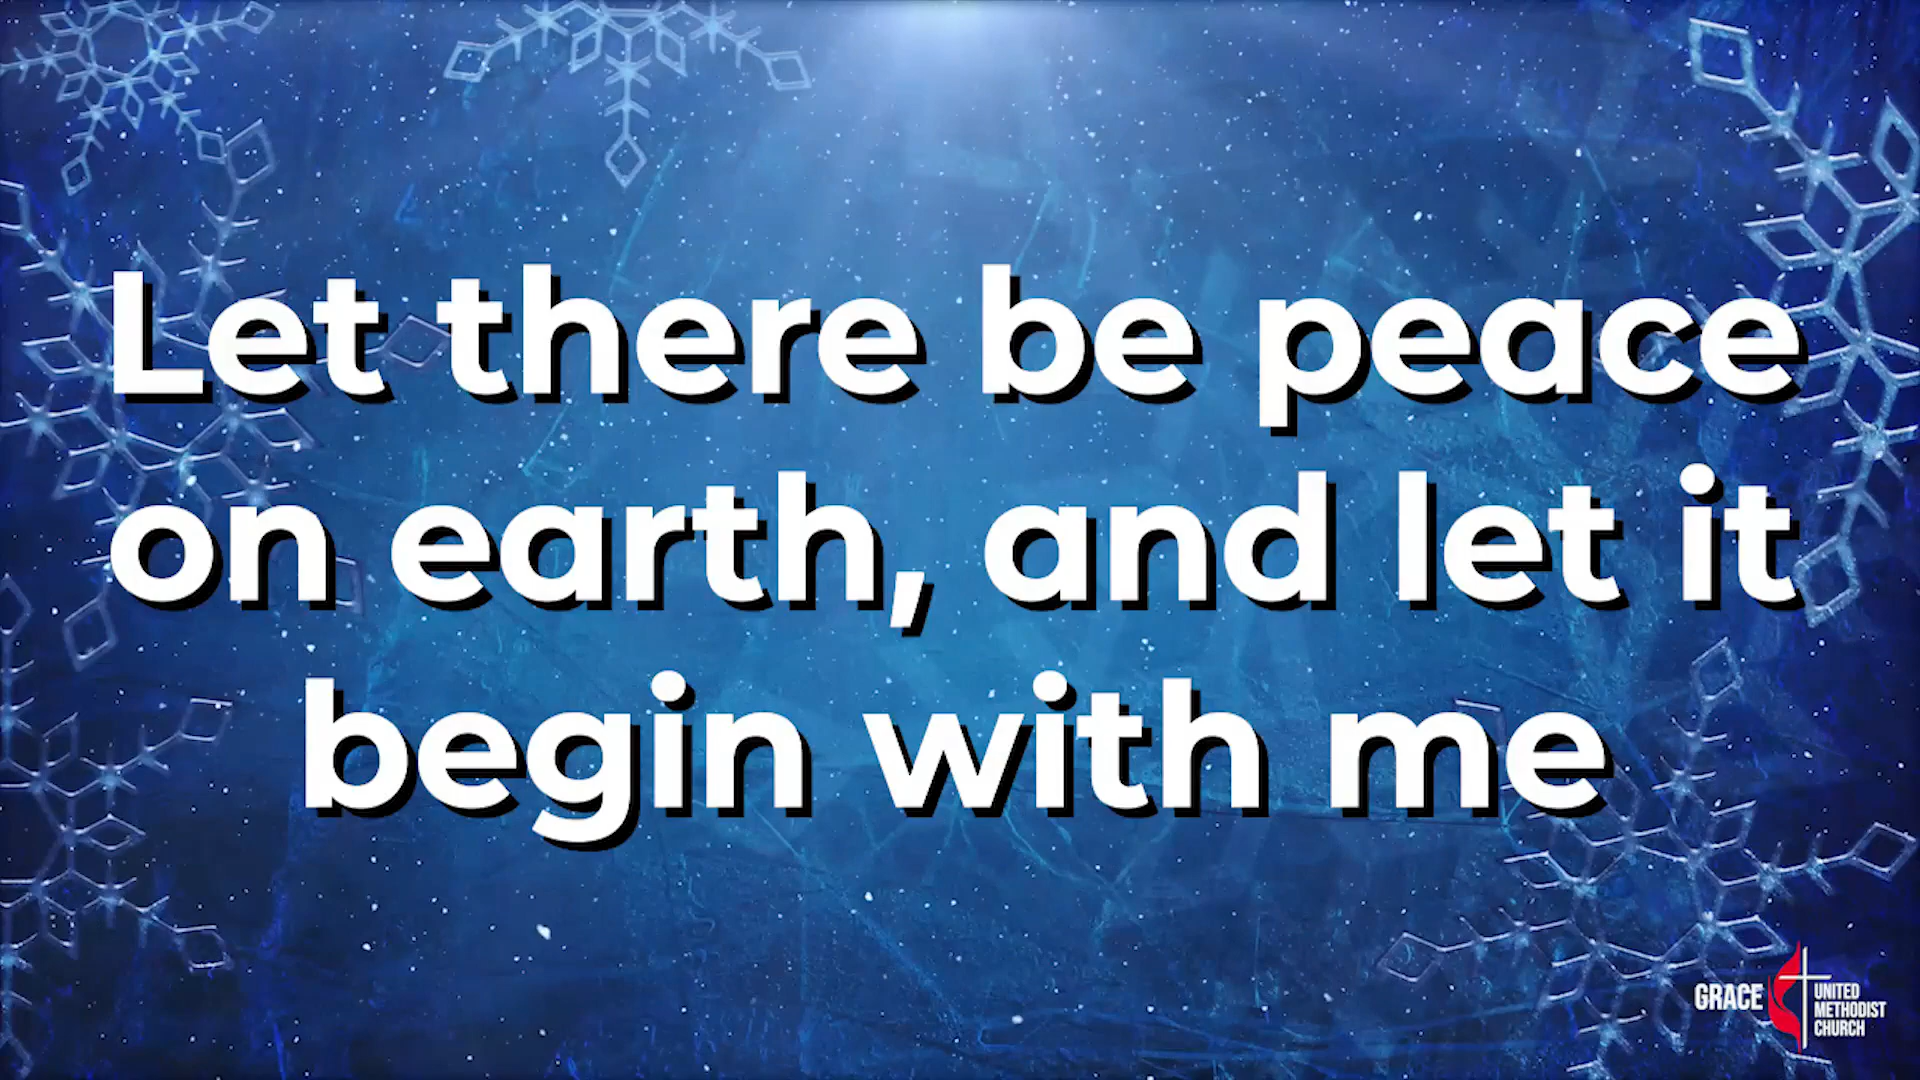 Let there be peace
on earth, and let it
begin with me
GRACE
UNITED
METHODIST
CHURCH